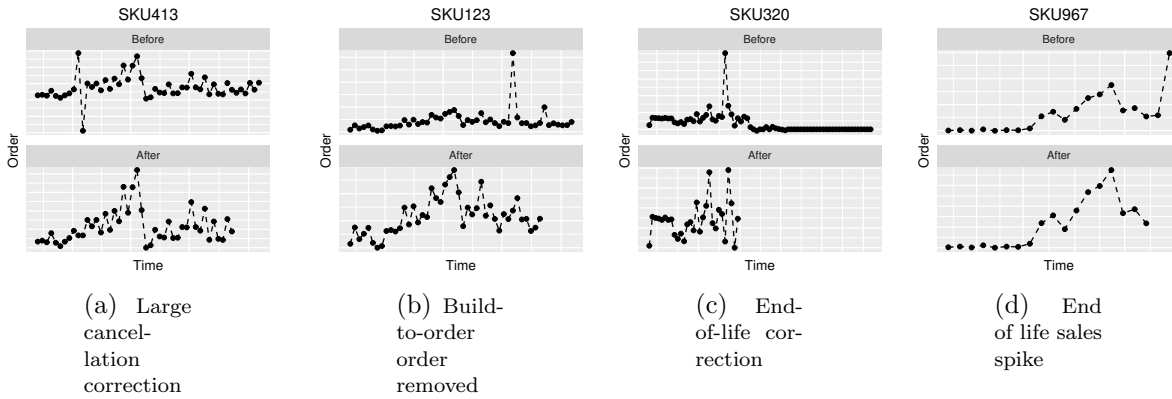 SKU413 SKU123 SKU320 SKU967
Before Before Before Before
Order Order Order Order
After After After After
Time Time Time Time
(a) Large
cancel-
lation
correction
(b) Build-
to-order
order
removed
(c) End-
of-life cor-
rection
(d) End
of life sales
spike